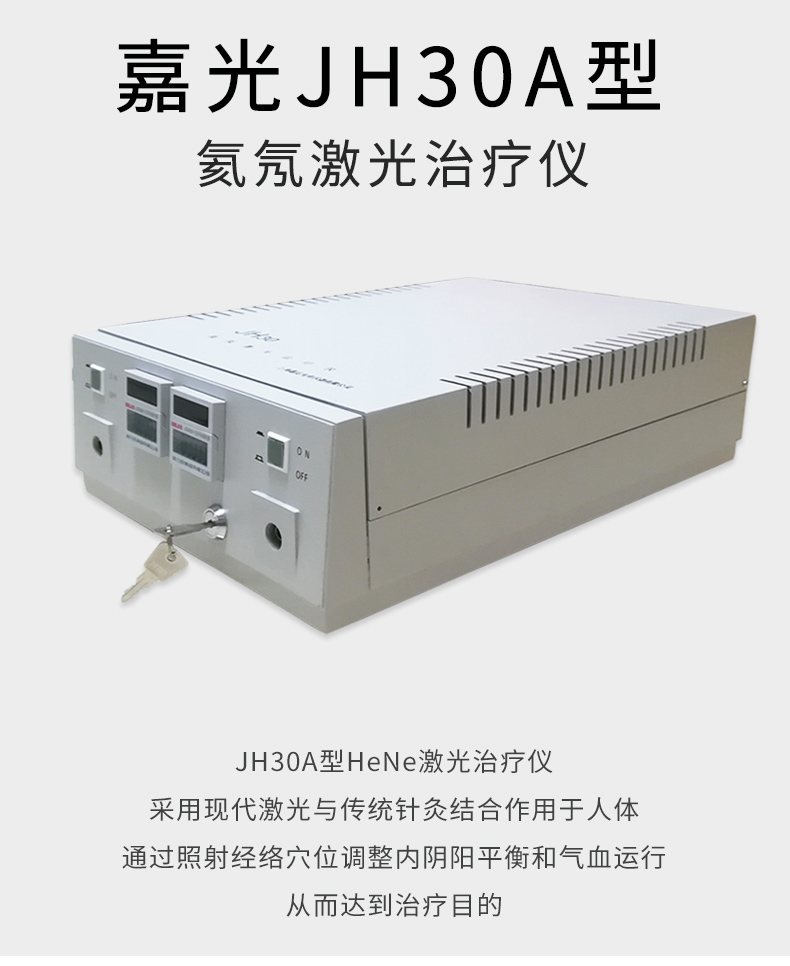 嘉光JH30A型
氦氖激光治疗仪
JH30
ON
OFF
JH30A型HeNe激光治疗仪
采用现代激光与传统针灸结合作用于人体
通过照射经络穴位调整内阴阳平衡和气血运行
从而达到治疗目的